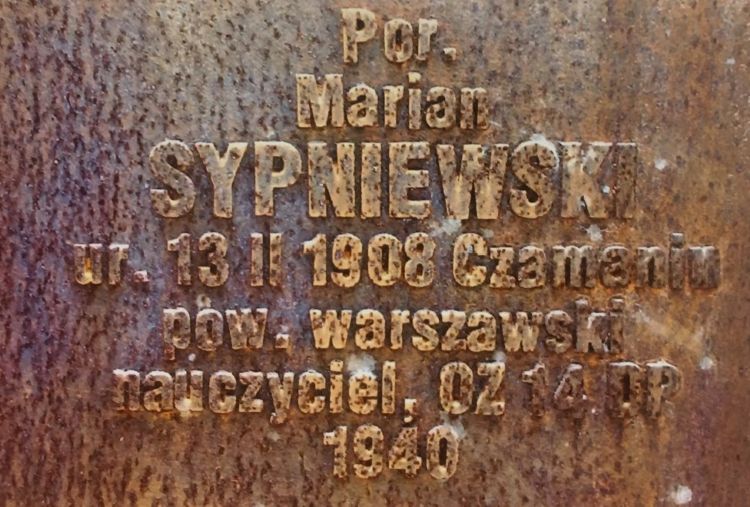 Por.
Marian
SYPNIEWSKI
ur. 13 II 1908 Czamanin
pow. warszawski
nauczyciel, OZ 14 DP
1940